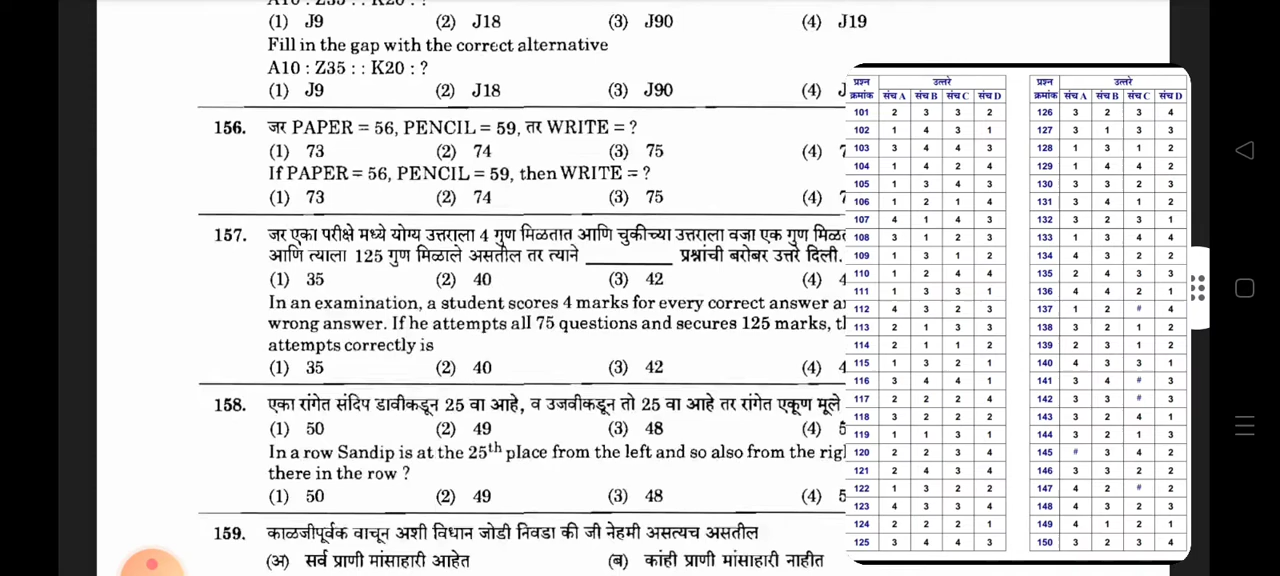 (1) J9 (2) J18 (3) J90 (4) J19
Fill in the gap with the correct alternative
A10 : Z35 : : K20 : ?
(1) J9 (2) J18 (3) J90 (4)
156. जर PAPER = 56, PENCIL = 59, तर WRITE = ?
(1) 73 (2) 74 (3) 75 (4)
If PAPER = 56, PENCIL = 59, then WRITE = ?
(1) 73 (2) 74 (3) 75 (4)
157. जर एका परीक्षे मध्ये योग्य उत्तराला 4 गुण मिळतात आणि चुकीच्या उत्तराला वजा एक गुण
आणि त्याला 125 गुण मिळाले असतील तर त्याने ________ प्रश्नांची बरोबर उत्तरे दिली.
(1) 35 (2) 40 (3) 42 (4)
In an examination, a student scores 4 marks for every correct answer
wrong answer. If he attempts all 75 questions and secures 125 marks,
attempts correctly is
(1) 35 (2) 40 (3) 42 (4)
158. एका रांगेत संदिप डावीकडून 25 वा आहे, व उजवीकडून तो 25 वा आहे तर रांगेत एकूण मूले
(1) 50 (2) 49 (3) 48 (4)
In a row Sandip is at the 25th place from the left and so also from the
there in the row ?
(1) 50 (2) 49 (3) 48 (4)
159. काळजीपूर्वक वाचून अशी विधान जोडी निवडा की जी नेहमी असत्यच असतील
(अ) सर्व प्राणी मांसाहारी आहेत (ब) कांही प्राणी मांसाहारी नाहीत
प्रश्न उत्तरे
क्रमांक संच A संच B संच C संच D
101 2 3 3 2
102 1 4 3 1
103 3 4 4 3
104 1 4 2 4
105 1 3 4 3
106 1 2 1 4
107 4 1 4 3
108 3 1 2 3
109 1 3 1 2
110 1 2 4 4
111 1 3 3 1
112 4 3 2 3
113 2 1 3 3
114 2 1 1 2
115 1 3 2 1
116 3 4 4 1
117 2 2 2 4
118 3 2 2 2
119 1 1 3 1
120 2 2 3 4
121 2 4 3 4
122 1 3 2 2
123 4 3 3 4
124 2 2 2 1
125 3 4 4 3
प्रश्न उत्तरे
क्रमांक संच A संच B संच C संच D
126 3 2 3 4
127 3 1 3 3
128 1 3 1 2
129 1 4 4 2
130 3 3 2 3
131 3 4 1 2
132 3 2 3 1
133 1 3 4 4
134 4 3 2 2
135 2 4 3 3
136 4 4 2 1
137 1 2 # 4
138 3 2 1 2
139 2 3 1 2
140 4 3 3 1
141 3 4 # 3
142 3 3 # 3
143 3 2 4 1
144 3 2 1 3
145 # 3 4 2
146 3 3 2 2
147 4 2 # 2
148 4 3 2 3
149 4 1 2 1
150 3 2 3 4